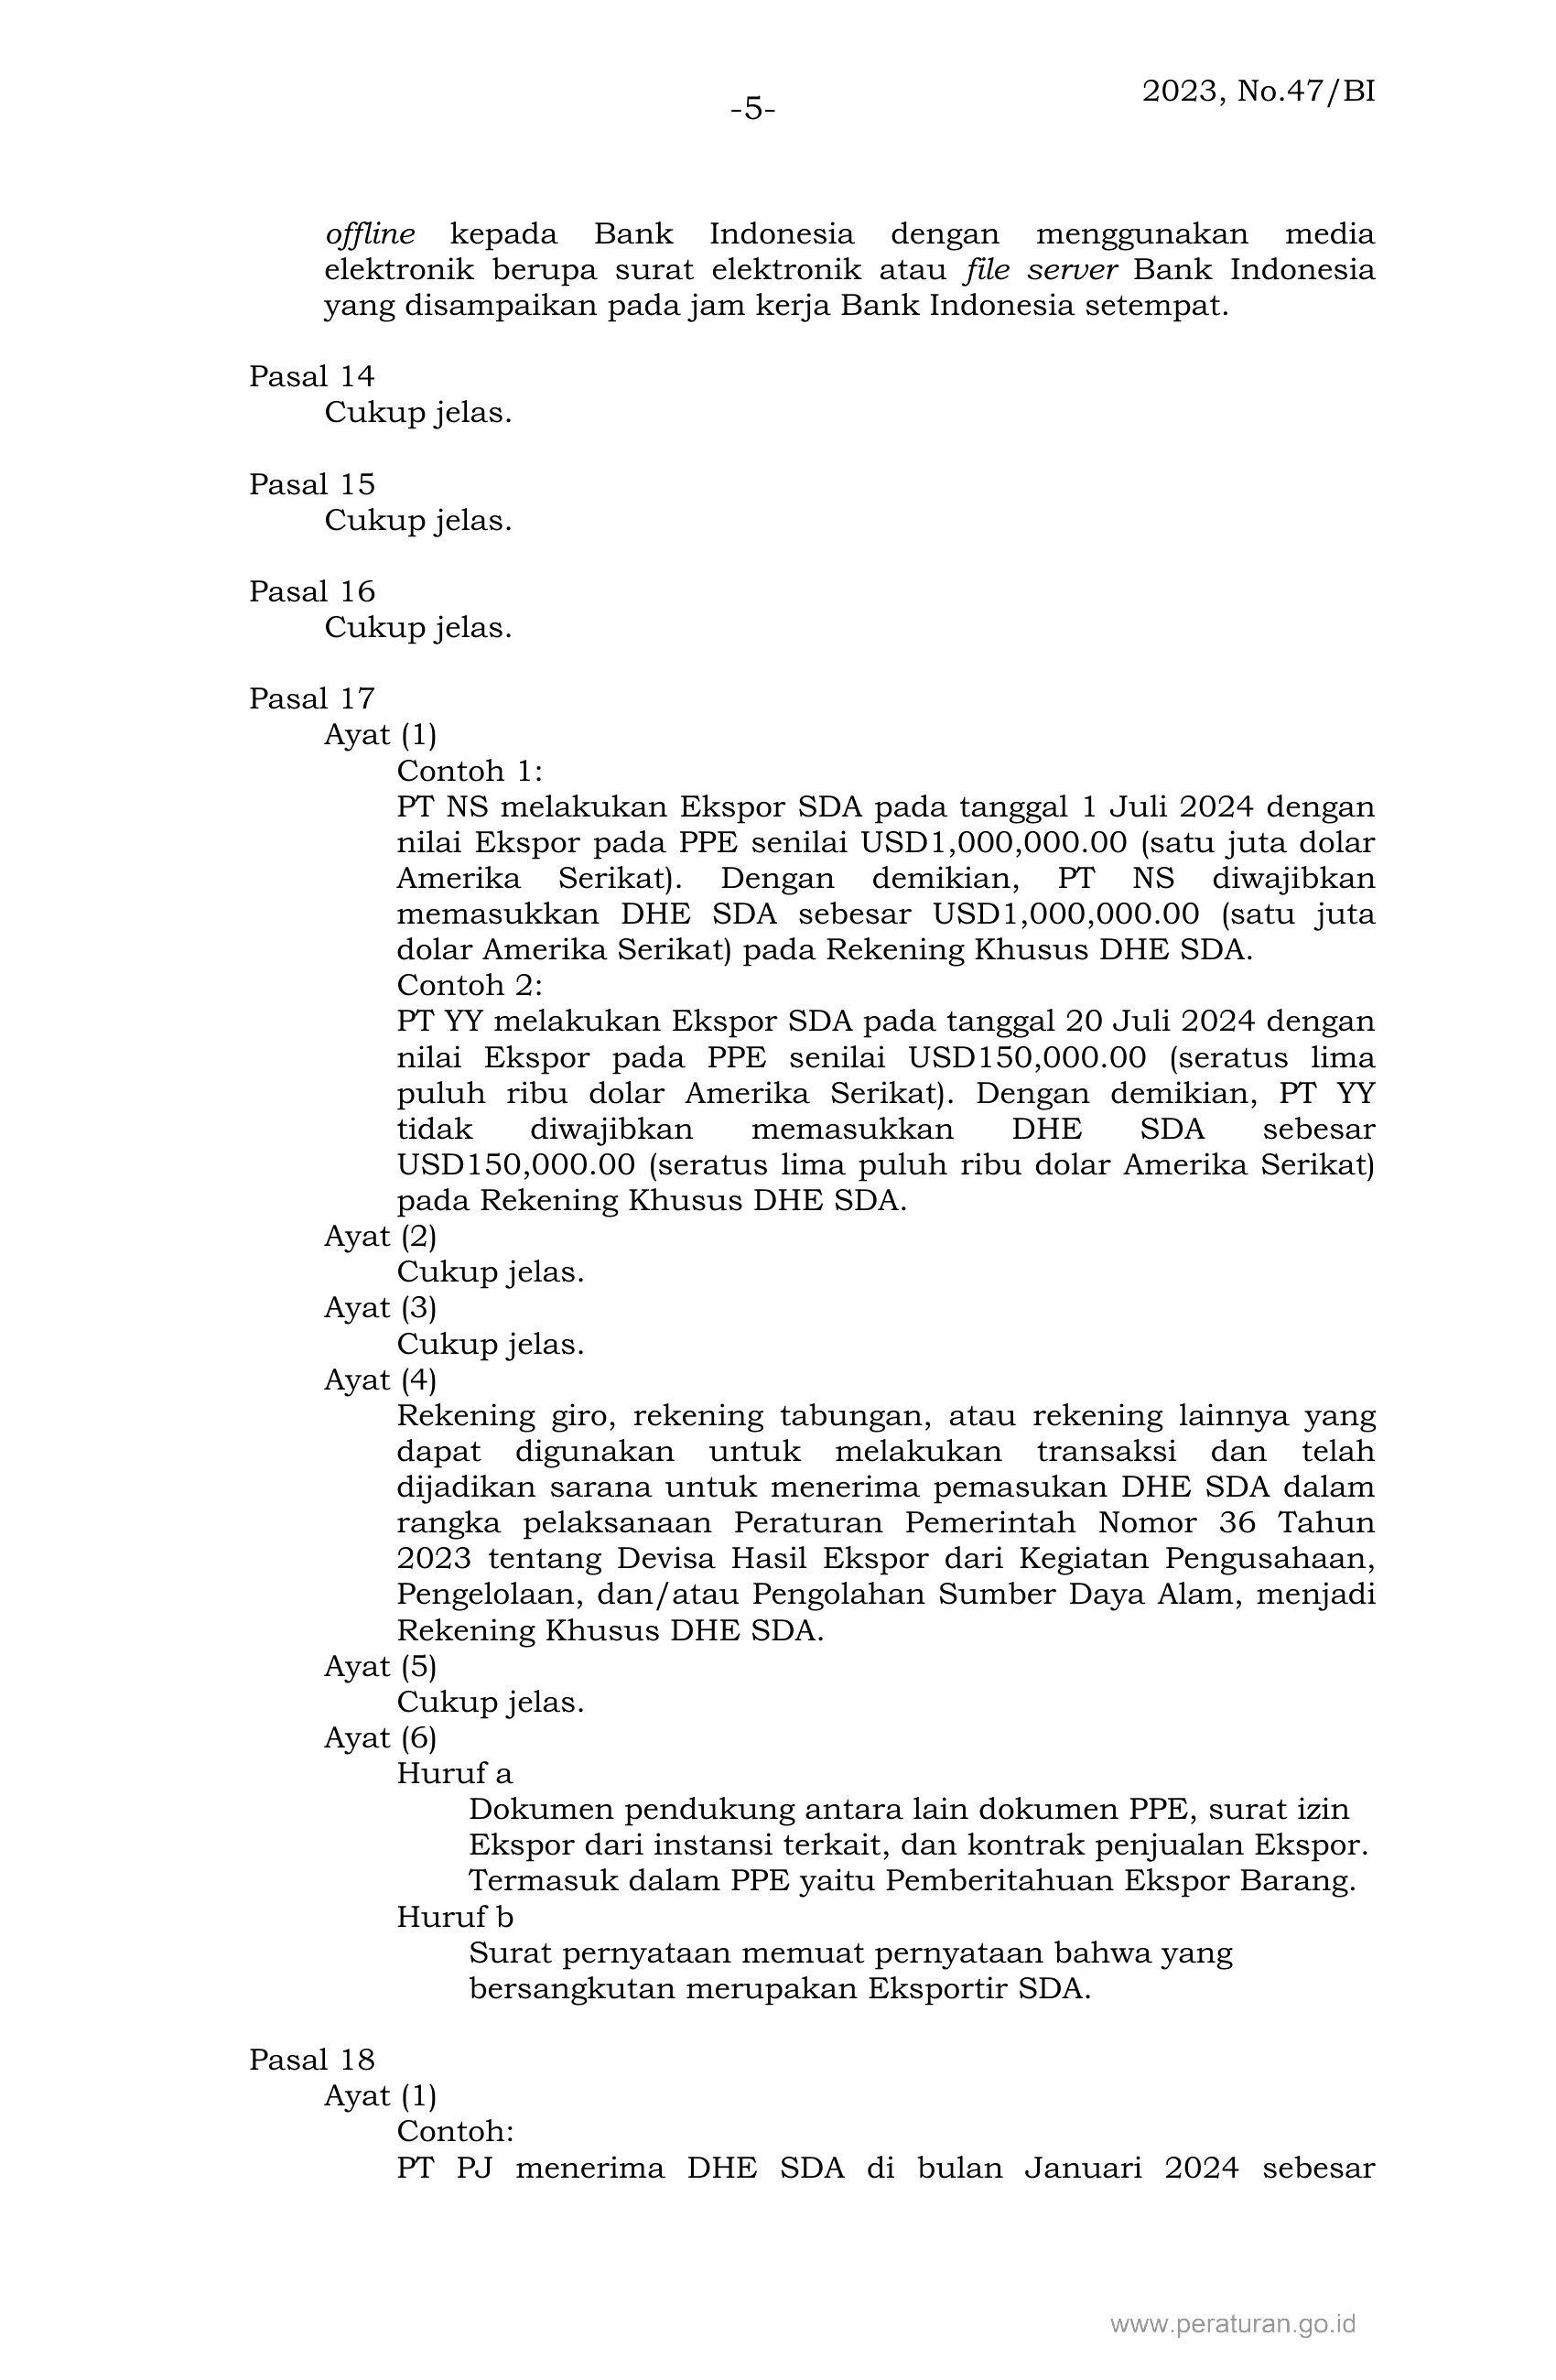 2023, No.47/BI
-5-
offline kepada Bank Indonesia dengan menggunakan media
elektronik berupa surat elektronik atau file server Bank Indonesia
yang disampaikan pada jam kerja Bank Indonesia setempat.
Pasal 14
Cukup jelas.
Pasal 15
Cukup jelas.
Pasal 16
Cukup jelas.
Pasal 17
Ayat (1)
Contoh 1:
PT NS melakukan Ekspor SDA pada tanggal 1 Juli 2024 dengan
nilai Ekspor pada PPE senilai USD1,000,000.00 (satu juta dolar
Amerika Serikat). Dengan demikian, PT NS diwajibkan
memasukkan DHE SDA sebesar USD1,000,000.00 (satu juta
dolar Amerika Serikat) pada Rekening Khusus DHE SDA.
Contoh 2:
PT YY melakukan Ekspor SDA pada tanggal 20 Juli 2024 dengan
nilai Ekspor pada PPE senilai USD150,000.00 (seratus lima
puluh ribu dolar Amerika Serikat). Dengan demikian, PT YY
tidak diwajibkan memasukkan DHE SDA sebesar
USD150,000.00 (seratus lima puluh ribu dolar Amerika Serikat)
pada Rekening Khusus DHE SDA.
Ayat (2)
Cukup jelas.
Ayat (3)
Cukup jelas.
Ayat (4)
Rekening giro, rekening tabungan, atau rekening lainnya yang
dapat digunakan untuk melakukan transaksi dan telah
dijadikan sarana untuk menerima pemasukan DHE SDA dalam
rangka pelaksanaan Peraturan Pemerintah Nomor 36 Tahun
2023 tentang Devisa Hasil Ekspor dari Kegiatan Pengusahaan,
Pengelolaan, dan/atau Pengolahan Sumber Daya Alam, menjadi
Rekening Khusus DHE SDA.
Ayat (5)
Cukup jelas.
Ayat (6)
Huruf a
Dokumen pendukung antara lain dokumen PPE, surat izin
Ekspor dari instansi terkait, dan kontrak penjualan Ekspor.
Termasuk dalam PPE yaitu Pemberitahuan Ekspor Barang.
Huruf b
Surat pernyataan memuat pernyataan bahwa yang
bersangkutan merupakan Eksportir SDA.
Pasal 18
Ayat (1)
Contoh:
PT PJ menerima DHE SDA di bulan Januari 2024 sebesar
www.peraturan.go.id